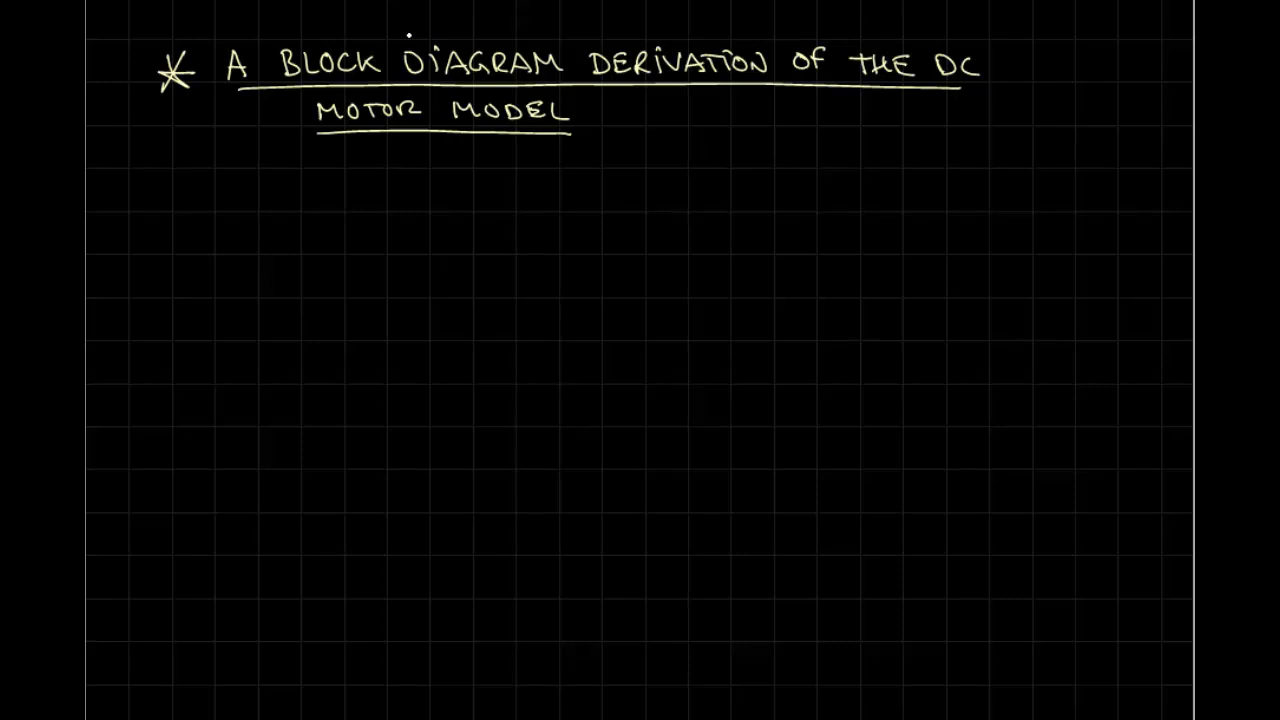 * A BLOCK DiAGRAM DERiVATiON Of THE DC
MOTOR MODEL